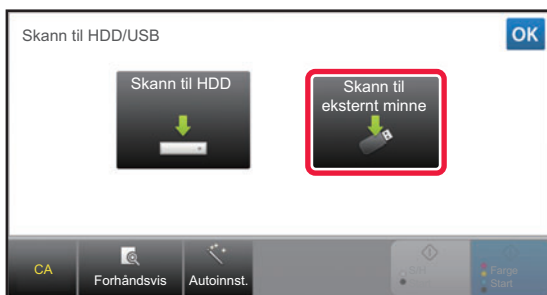 Skann til HDD/USB
OK
Skann til HDD
Skann til
eksternt minne
CA
Forhåndsvis
Autoinnst.
Farge
Start